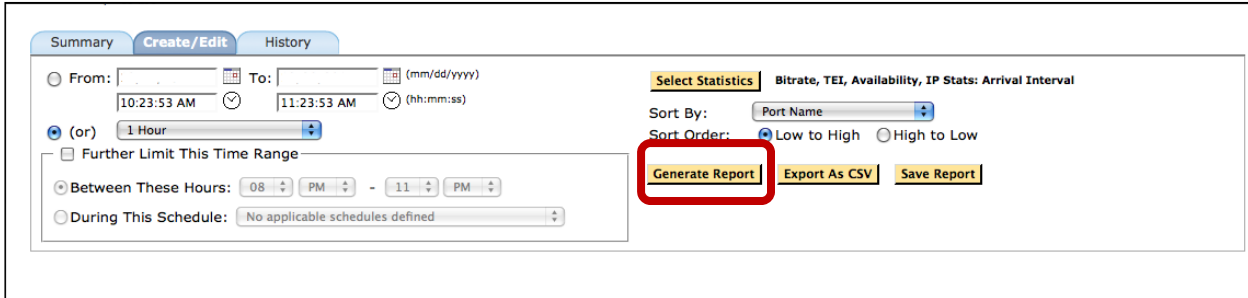 Summary Create/Edit History
From: To: (mm/dd/yyyy)
10:23:53 AM 11:23:53 AM (hh:mm:ss)
(or) 1 Hour
Further Limit This Time Range
Between These Hours: 08 PM - 11 PM
During This Schedule: No applicable schedules defined
Select Statistics Bitrate, TEI, Availability, IP Stats: Arrival Interval
Sort By: Port Name
Sort Order: Low to High High to Low
Generate Report Export As CSV Save Report